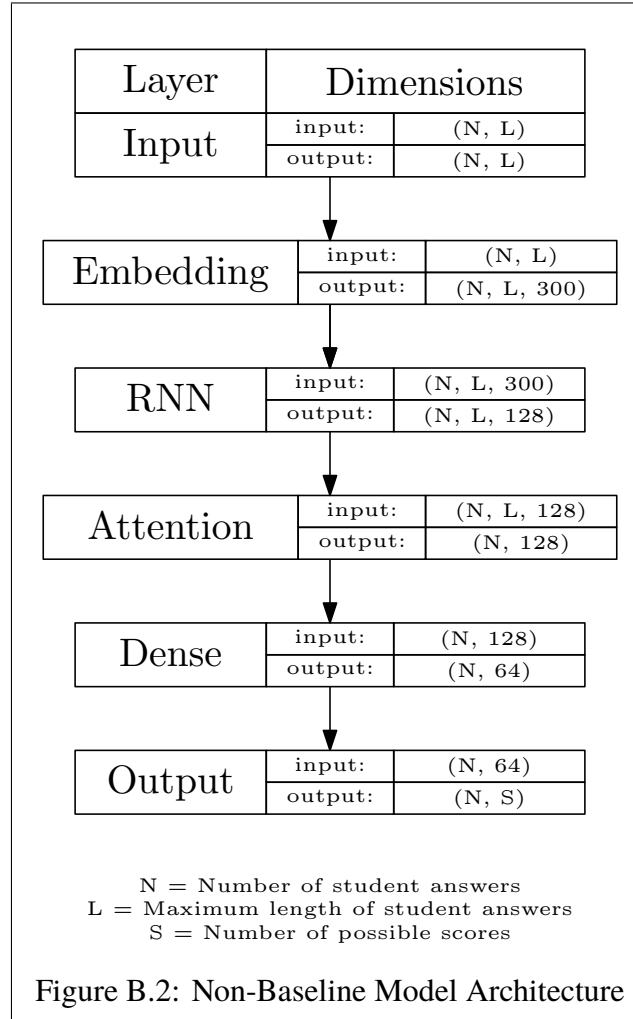 Layer Dimensions
Input input: (N, L)
output: (N, L)
Embedding input: (N, L)
output: (N, L, 300)
RNN input: (N, L, 300)
output: (N, L, 128)
Attention input: (N, L, 128)
output: (N, 128)
Dense input: (N, 128)
output: (N, 64)
Output input: (N, 64)
output: (N, S)
N = Number of student answers
L = Maximum length of student answers
S = Number of possible scores
Figure B.2: Non-Baseline Model Architecture